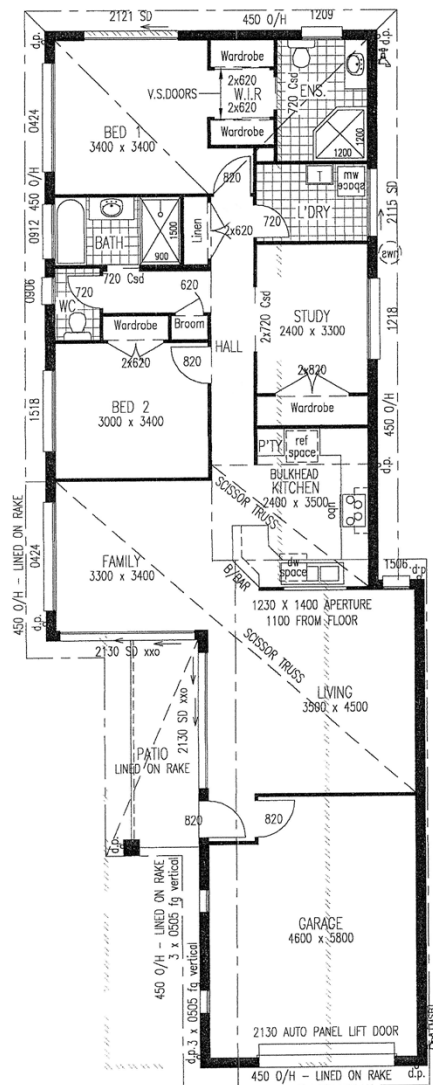 2121 SD
450 O/H
1209
d.p.
d.p.
Wardrobe
2x620
V.S.DOORS
W.I.R
2x620
Wardrobe
720 Csd
ENS.
1200
1200
BED 1
3400 x 3400
0424
450 O/H
820
T
wm
space
L'DRY
720
2115 SD
0912
BATH
1500
900
Linen
2x620
hws
720 Csd
0906
WC
720
620
Wardrobe
Broom
2x620
HALL
2x720 Csd
STUDY
2400 x 3300
1218
2x820
Wardrobe
450 O/H
820
BED 2
3000 x 3400
1518
P'TY
ref
space
BULKHEAD
KITCHEN
2400 x 3500
ubo
d.p.
SCISSOR TRUSS
FAMILY
3300 x 3400
0424
450 O/H - LINED ON RAKE
d.p.
B'BAR
dw
space
1506
d.p
1230 X 1400 APERTURE
1100 FROM FLOOR
2130 SD xxo
SCISSOR TRUSS
2130 SD xxo
LIVING
3500 x 4500
PATIO
LINED ON RAKE
820
820
d.p.
450 O/H - LINED ON RAKE
3 x 0505 fg vertical
GARAGE
4600 x 5800
d.p.
3 x 0505 fg vertical
2130 AUTO PANEL LIFT DOOR
d.p.
450 O/H - LINED ON RAKE